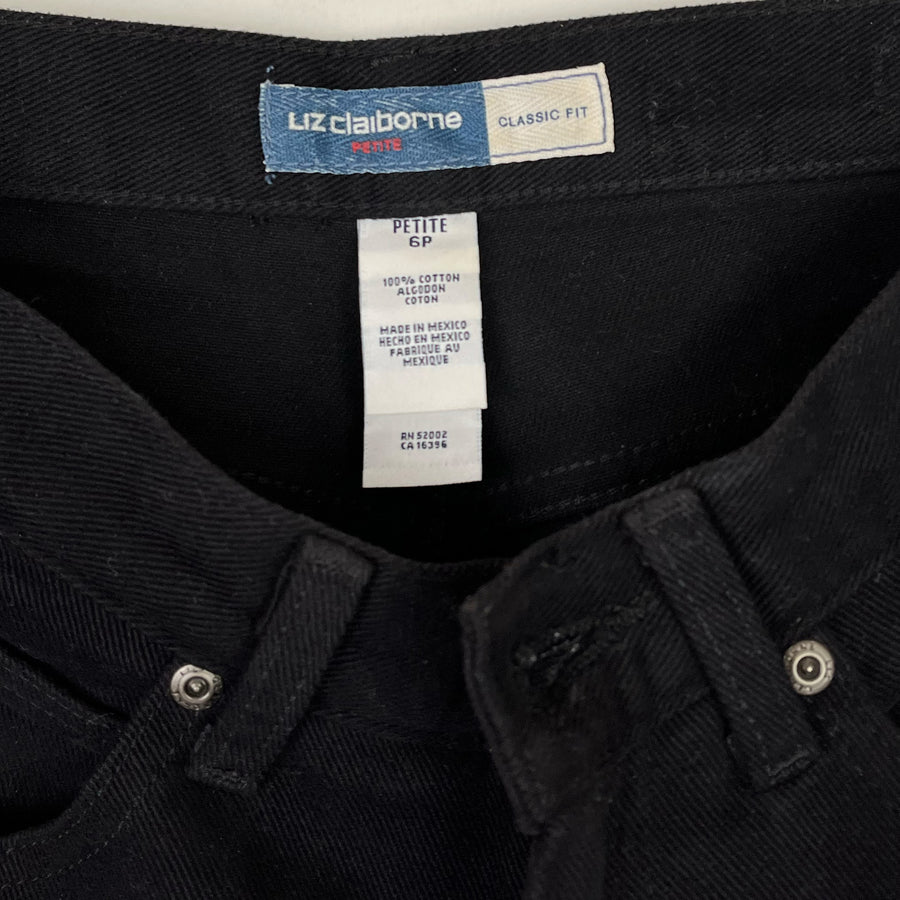 Liz claiborne
PETITE
CLASSIC FIT
PETITE
6P
100% COTTON
ALGODON
COTON
MADE IN MEXICO
HECHO EN MEXICO
FABRIQUE AU
MEXIQUE
RN 52002
CA 16396